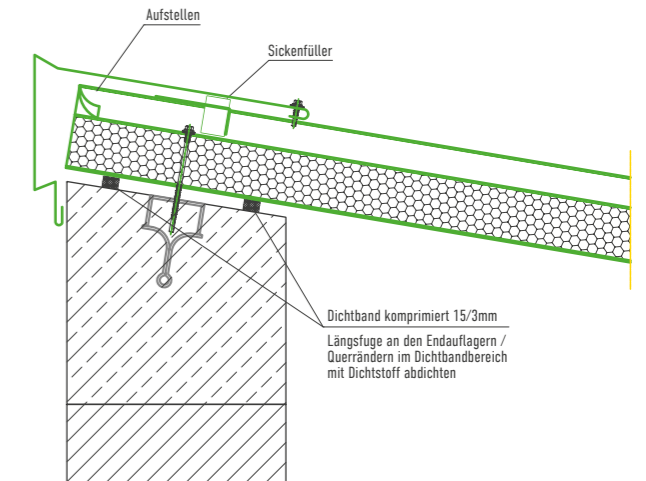 Aufstellen
Sickenfüller
Dichtband komprimiert 15/3mm
Längsfuge an den Endauflagern /
Querrändern im Dichtbandbereich
mit Dichtstoff abdichten